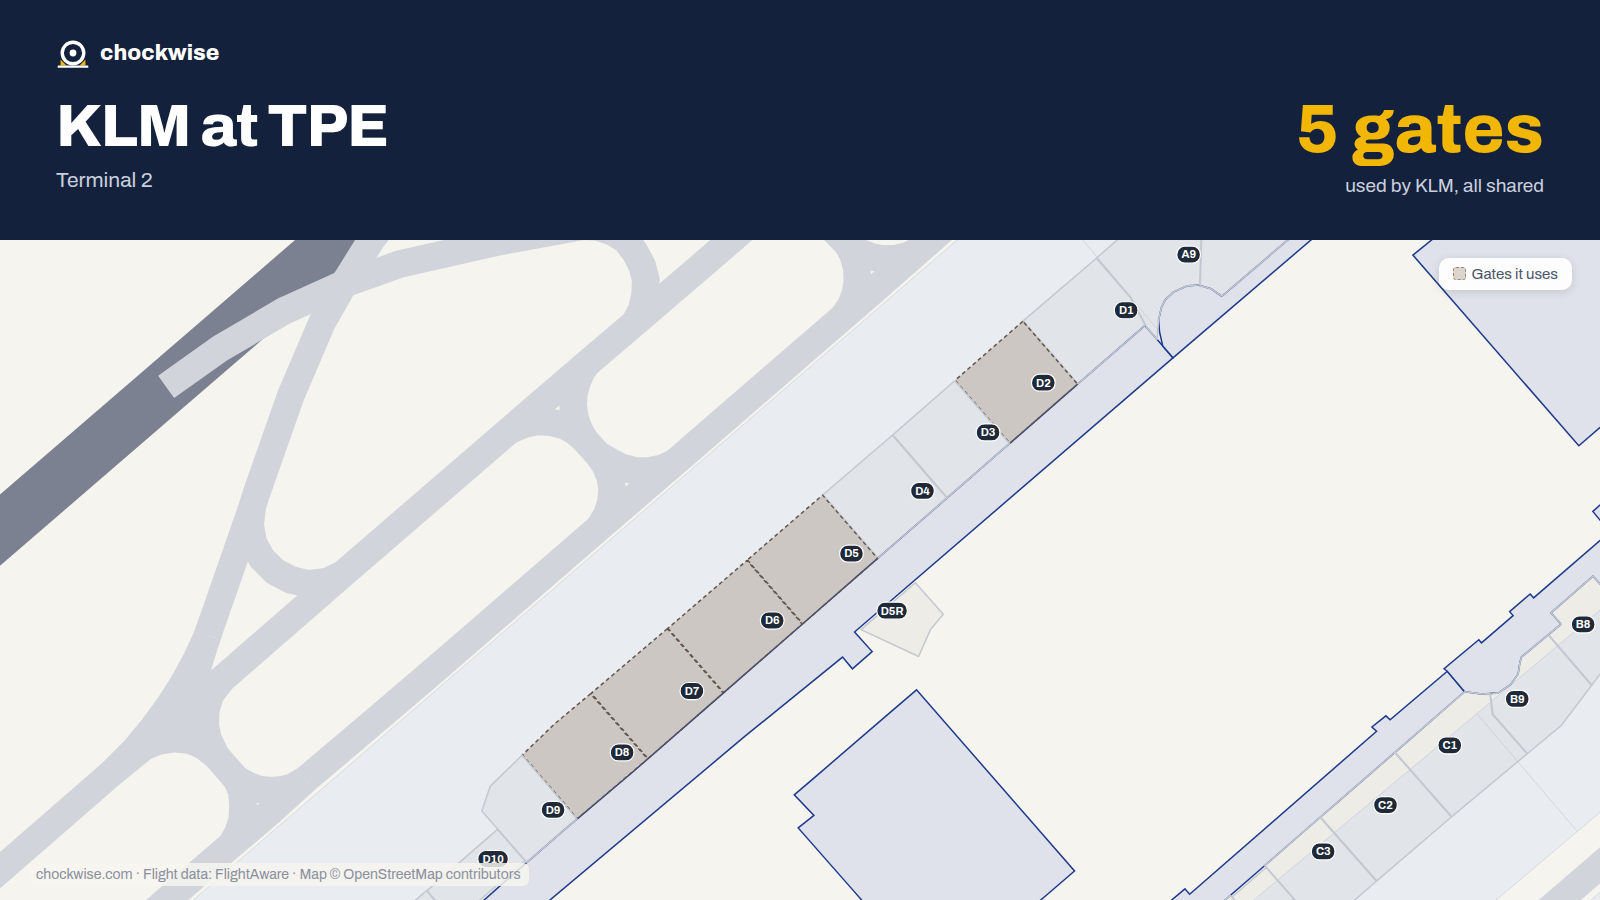 chockwise
KLM at TPE
Terminal 2
5 gates
used by KLM, all shared
Gates it uses
A9
D1
D2
D3
D4
D5
D5R
D6
B8
D7
B9
C1
D8
C2
D9
C3
D10
chockwise.com · Flight data: FlightAware · Map © OpenStreetMap contributors